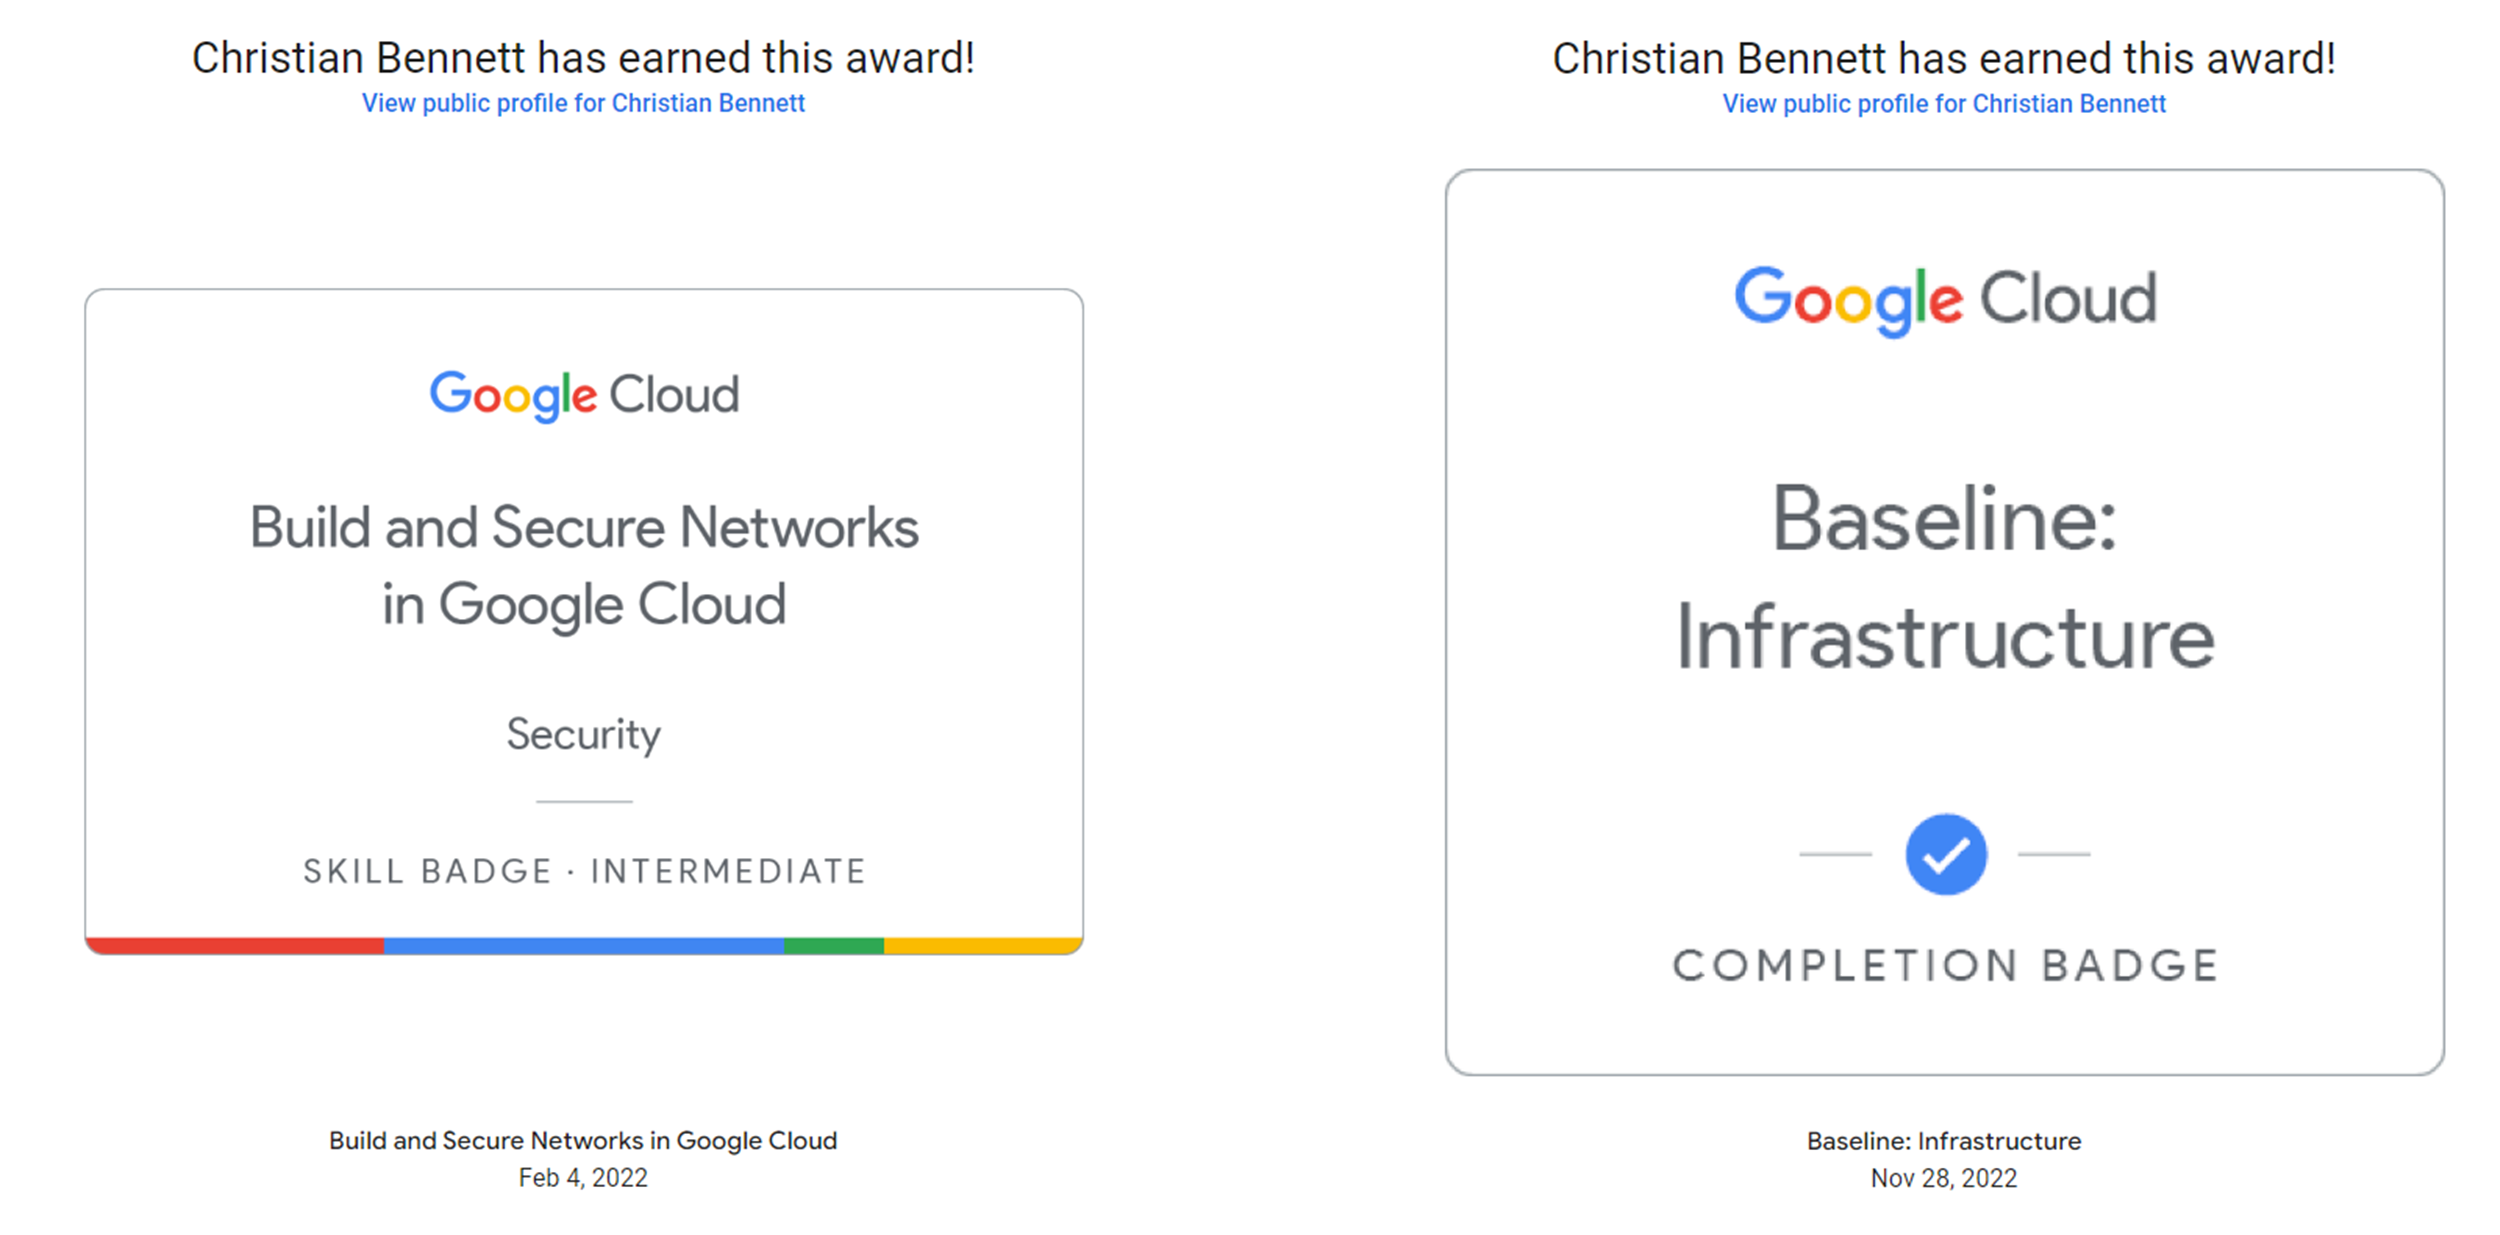 Christian Bennett has earned this award!
View public profile for Christian Bennett
Google Cloud
Build and Secure Networks
in Google Cloud
Security
SKILL BADGE · INTERMEDIATE
Build and Secure Networks in Google Cloud
Feb 4, 2022
Christian Bennett has earned this award!
View public profile for Christian Bennett
Google Cloud
Baseline:
Infrastructure
COMPLETION BADGE
Baseline: Infrastructure
Nov 28, 2022